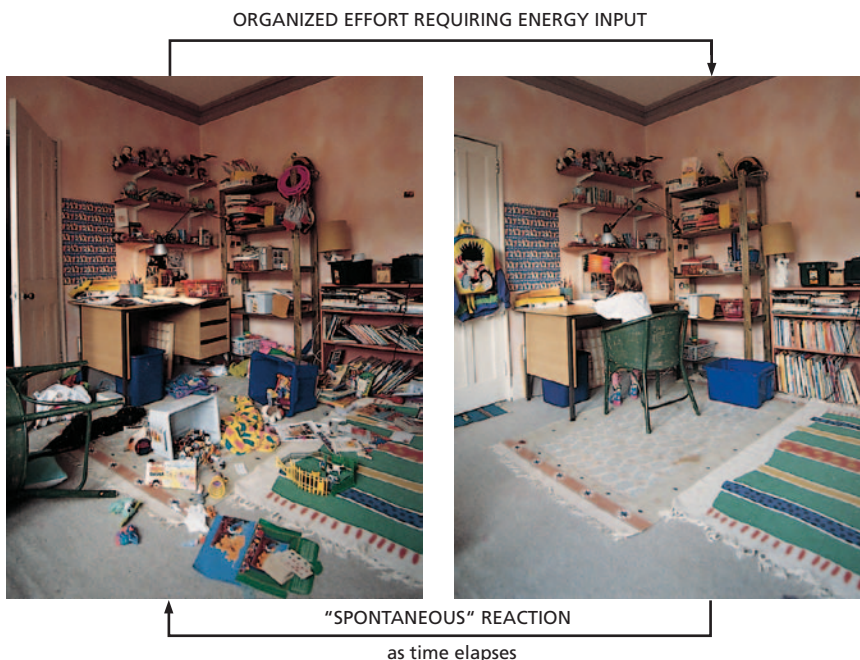 ORGANIZED EFFORT REQUIRING ENERGY INPUT
“SPONTANEOUS“ REACTION
as time elapses